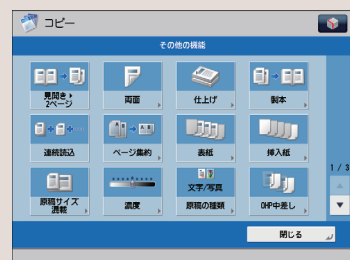 コピー
その他の機能
見開き
2ページ
両面
仕上げ
製本
連続読込
ページ集約
表紙
挿入紙
原稿サイズ
混載
濃度
文字/写真
原稿の種類
OHP中差し
1 / 3
閉じる